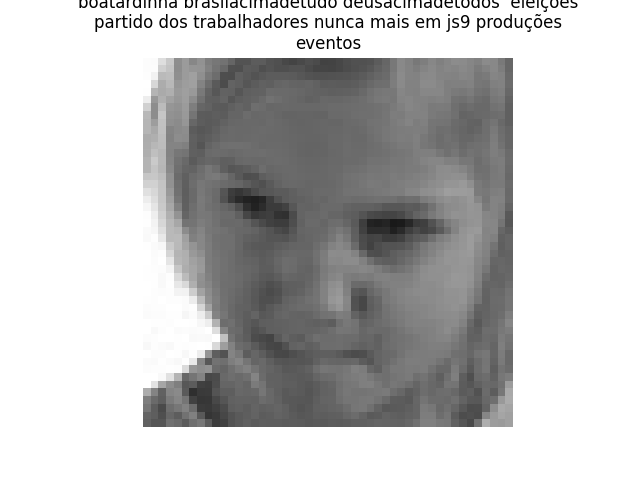 boatardinha brasilacimadetudo deusacimadetodos eleições
partido dos trabalhadores nunca mais em js9 produções
eventos